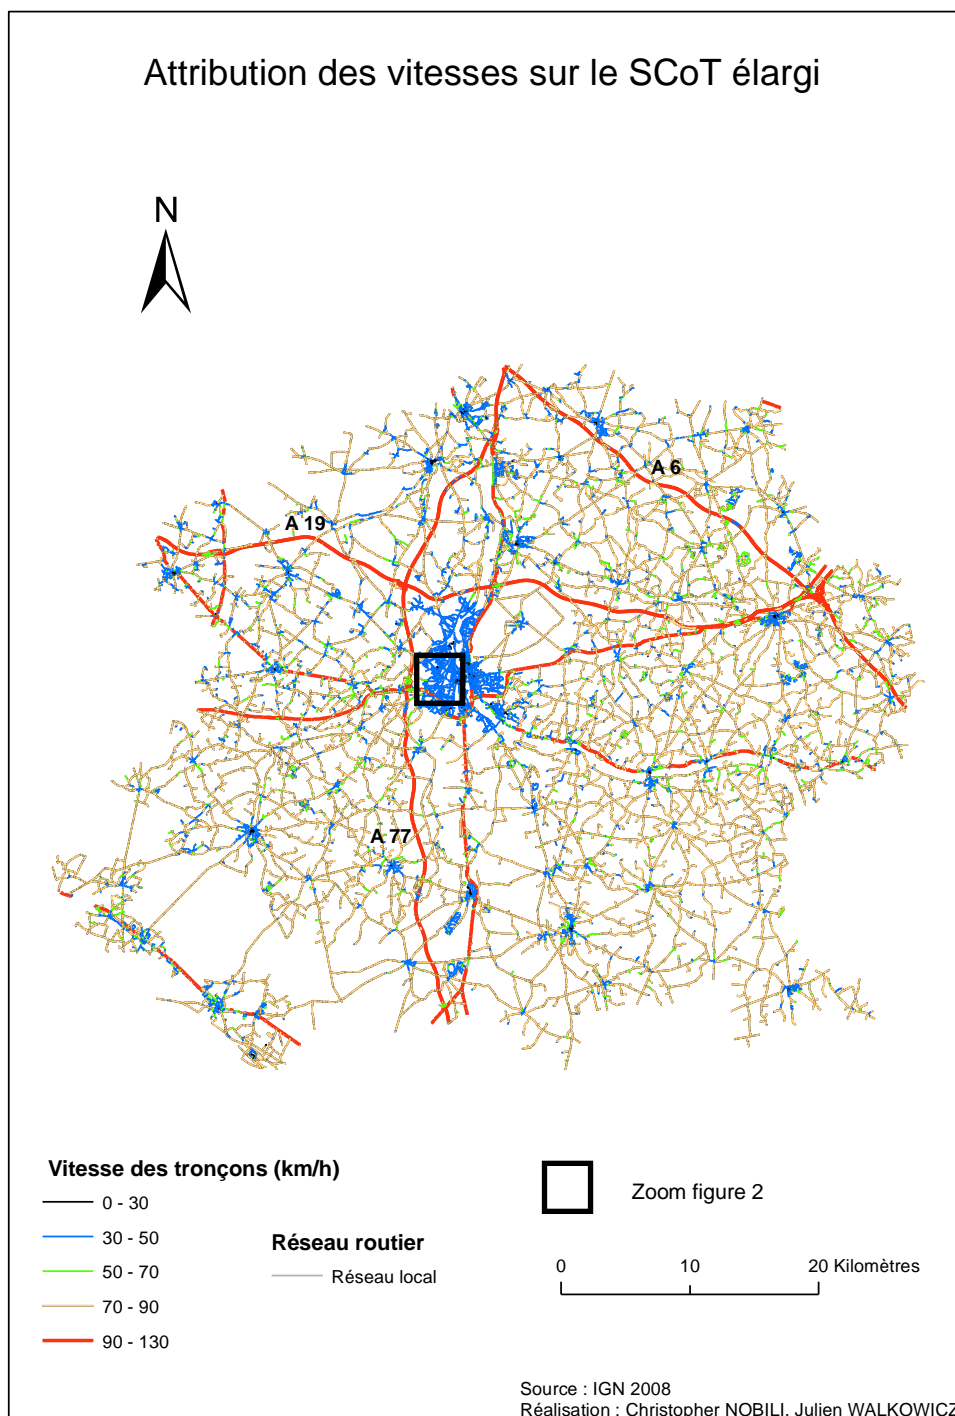 Attribution des vitesses sur le SCoT élargi
N
A 6
A 19
A 77
Vitesse des tronçons (km/h)
0 - 30
30 - 50
50 - 70
70 - 90
90 - 130
Réseau routier
Réseau local
Zoom figure 2
0 10 20 Kilomètres
Source : IGN 2008
Réalisation : Christopher NOBILI, Julien WALKOWICZ